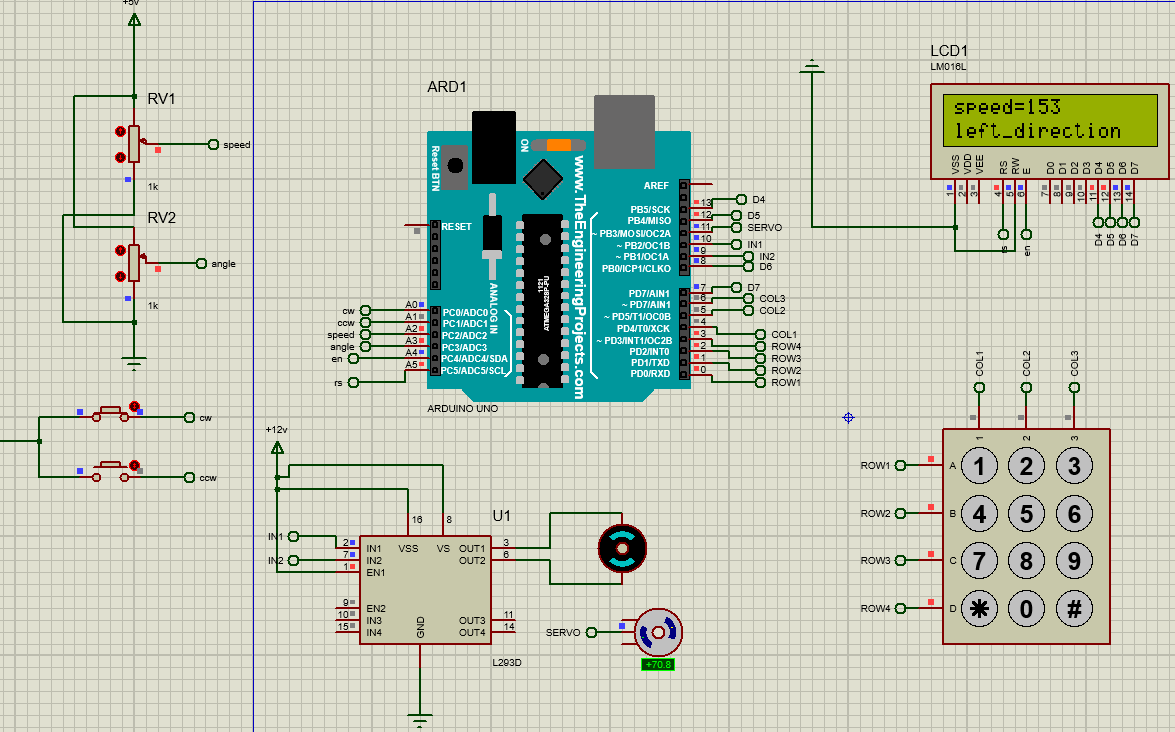 +5v
RV1
speed
1k
RV2
angle
1k
cw
ccw
ARD1
Reset BTN
ON
www.TheEngineeringProjects.com
RESET
ANALOG IN
1121
ATMEGA328P-PU
AREF
PB5/SCK
PB4/MISO
~ PB3/MOSI/OC2A
~ PB2/OC1B
~ PB1/OC1A
PB0/ICP1/CLKO
PD7/AIN1
~ PD7/AIN1
~ PD5/T1/OC0B
PD4/T0/XCK
~ PD3/INT1/OC2B
PD2/INT0
PD1/TXD
PD0/RXD
13
12
11
10
9
8
7
6
5
4
3
2
1
0
D4
D5
SERVO
IN1
IN2
D6
D7
COL3
COL2
COL1
ROW4
ROW3
ROW2
ROW1
cw A0 PC0/ADC0
ccw A1 PC1/ADC1
speed A2 PC2/ADC2
angle A3 PC3/ADC3
en A4 PC4/ADC4/SDA
rs A5 PC5/ADC5/SCL
ARDUINO UNO
LCD1
LM016L
speed=153
left_direction
VSS VDD VEE RS RW E D0 D1 D2 D3 D4 D5 D6 D7
1 2 3 4 5 6 7 8 9 10 11 12 13 14
rs en D4 D5 D6 D7
+12v
U1
16 8
IN1 2 IN1 VSS VS OUT1 3
IN2 7 IN2 OUT2 6
1 EN1
9 EN2
10 IN3 OUT3 11
15 IN4 OUT4 14
GND
L293D
SERVO
+70.8
COL1 COL2 COL3
1 2 3
ROW1 A 1 2 3
ROW2 B 4 5 6
ROW3 C 7 8 9
ROW4 D * 0 #